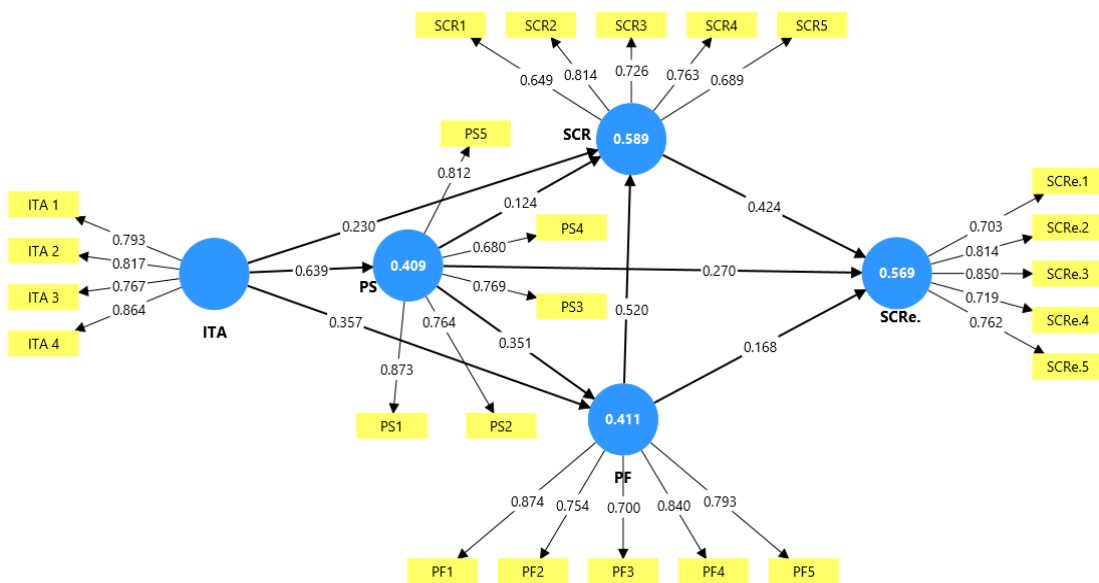 SCR1 SCR2 SCR3 SCR4 SCR5
0.649 0.814 0.726 0.763 0.689
SCR 0.589
PS5
0.812
ITA 1
ITA 2
ITA 3
ITA 4
0.793
0.817
0.767
0.864
ITA
0.230
0.639
0.357
0.124
0.409
PS
0.680
PS4
0.769
PS3
0.764
PS2
0.873
PS1
0.270
0.351
0.520
0.424
0.168
0.569
SCRe.
0.703
0.814
0.850
0.719
0.762
SCRe.1
SCRe.2
SCRe.3
SCRe.4
SCRe.5
0.411
PF
0.874 0.754 0.700 0.840 0.793
PF1 PF2 PF3 PF4 PF5